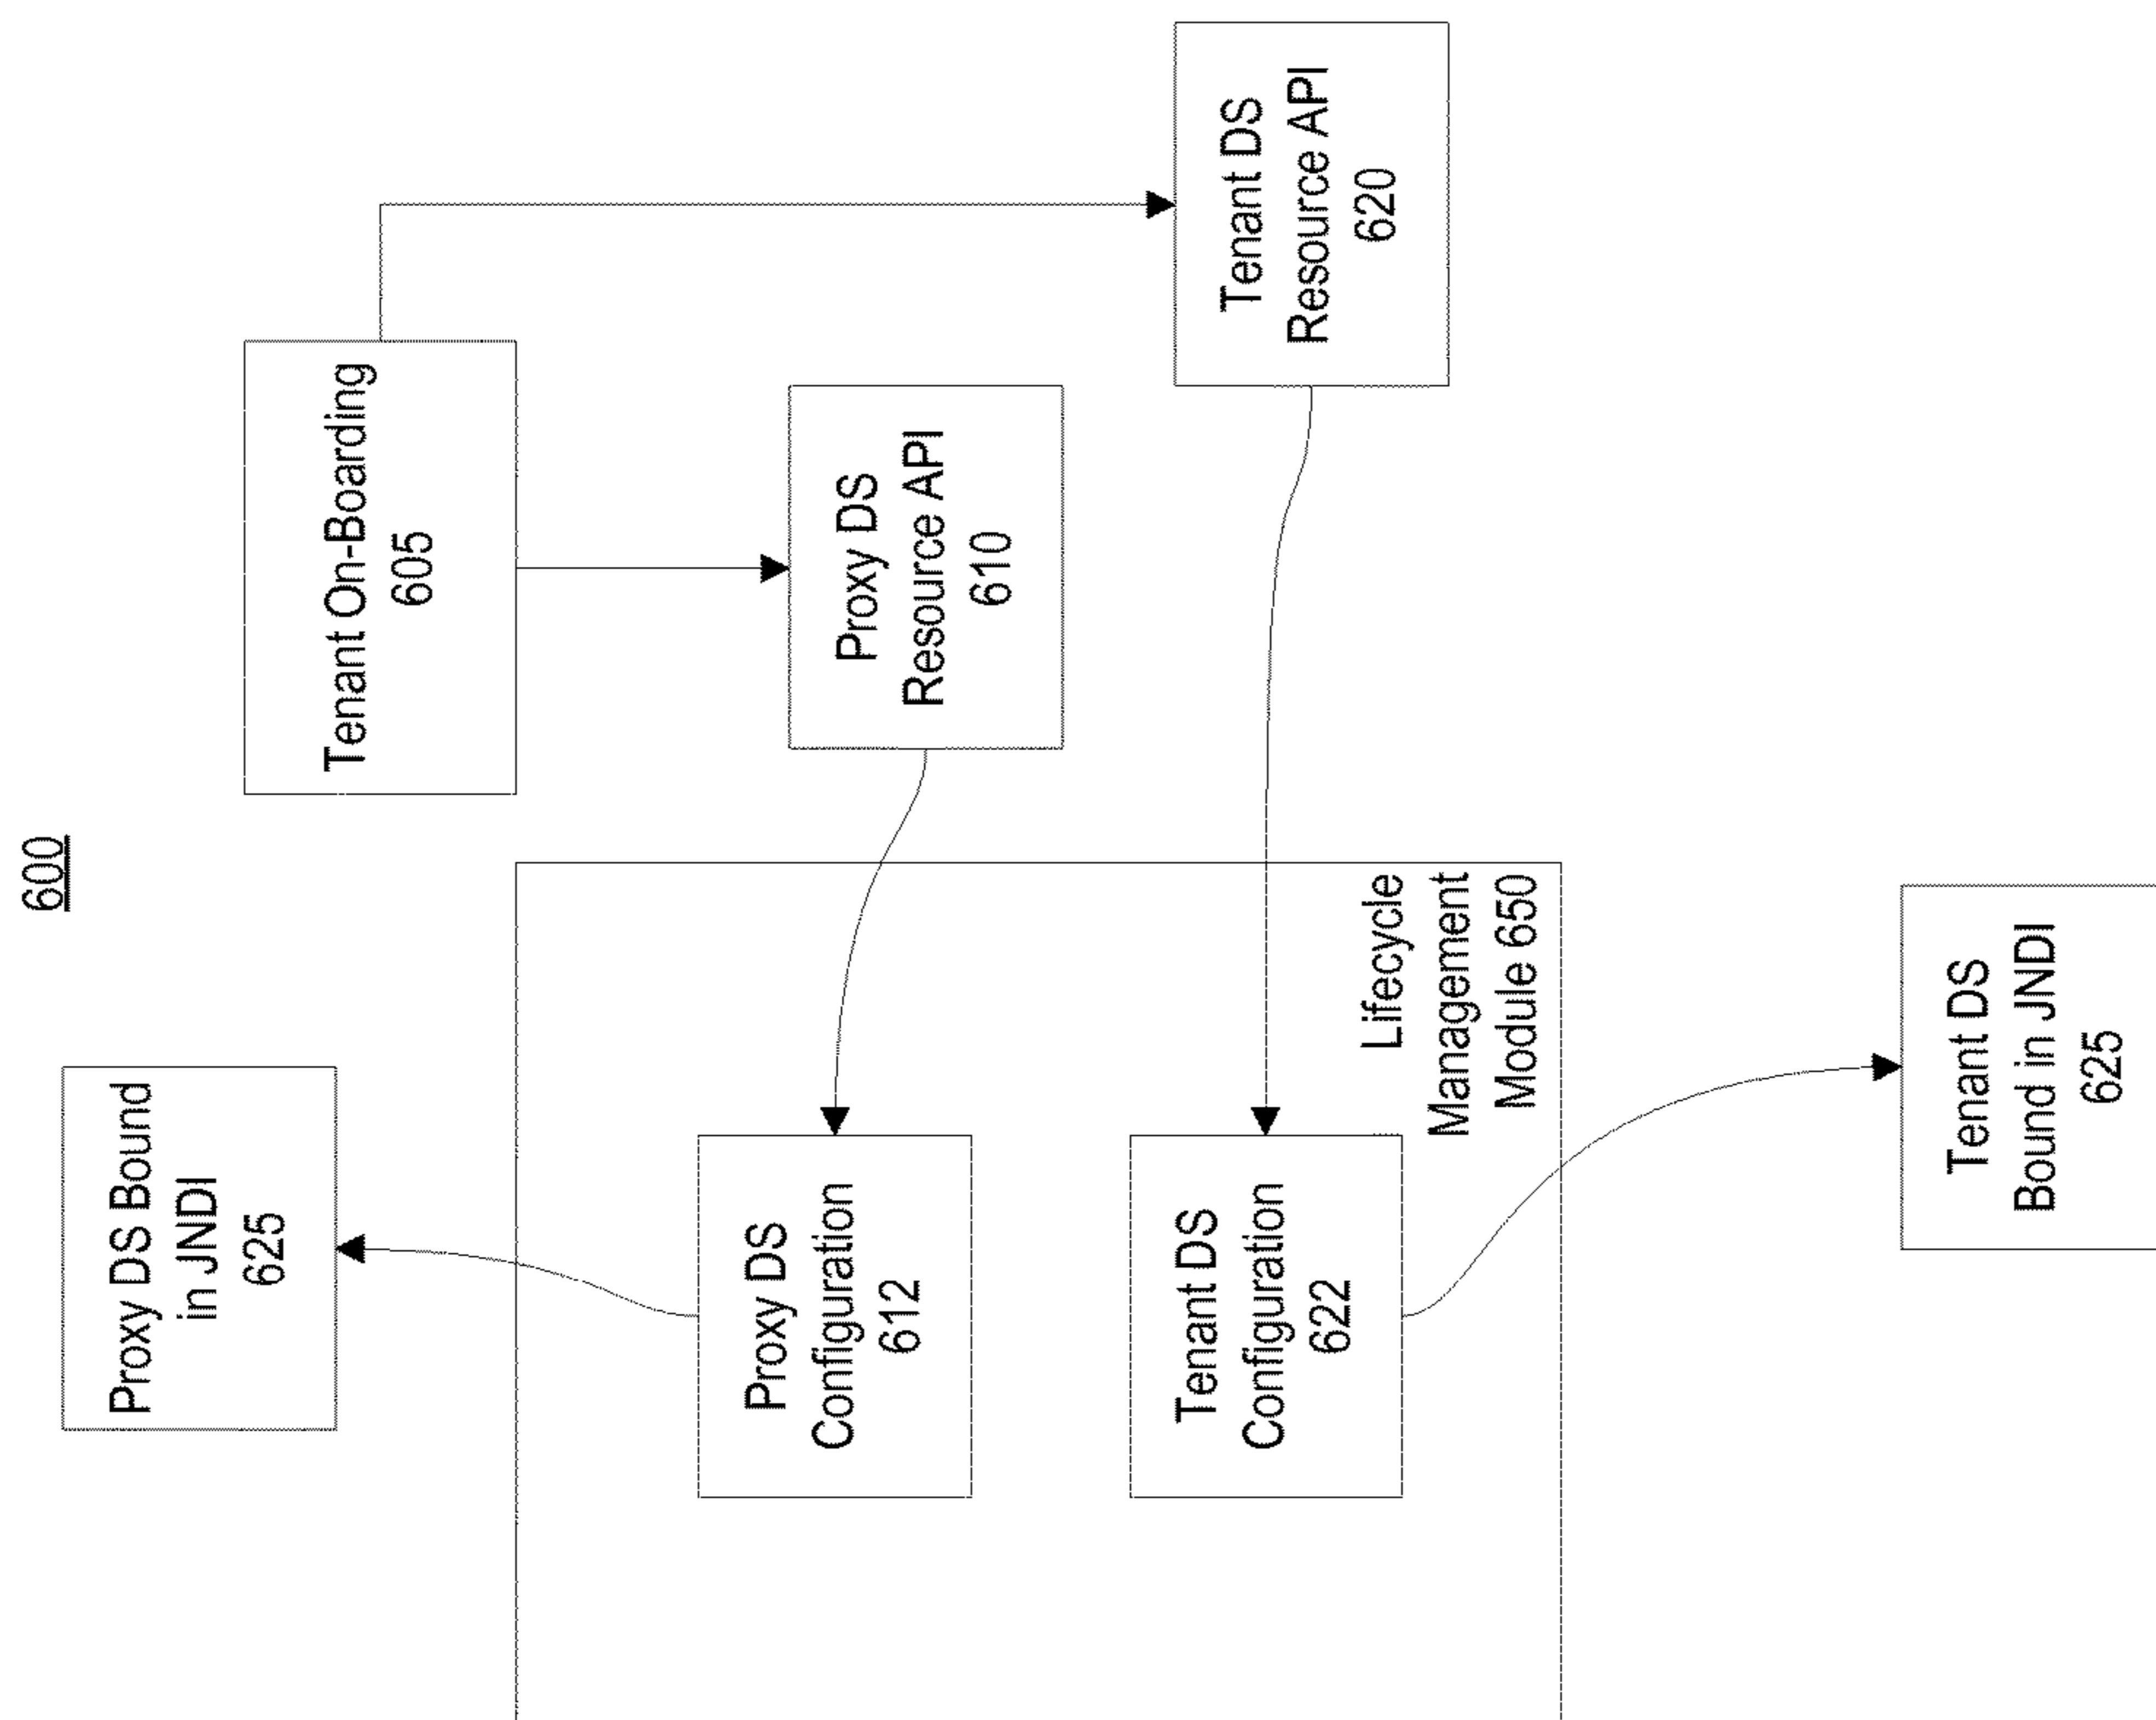 600
Tenant On-Boarding
605
Proxy DS
Resource API
610
Tenant DS
Resource API
620
Proxy DS Bound
in JNDI
625
Proxy DS
Configuration
612
Tenant DS
Configuration
622
Lifecycle
Management
Module 650
Tenant DS
Bound in JNDI
625